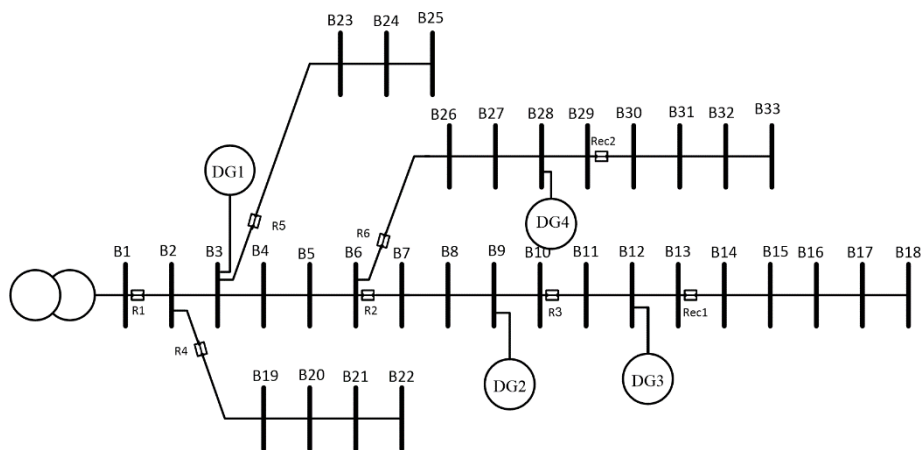 B23 B24 B25
B26 B27 B28 B29 B30 B31 B32 B33
Rec2
DG1
R5
DG4
R6
B1 B2 B3 B4 B5 B6 B7 B8 B9 B10 B11 B12 B13 B14 B15 B16 B17 B18
R1 R2 R3 Rec1
R4
B19 B20 B21 B22
DG2 DG3